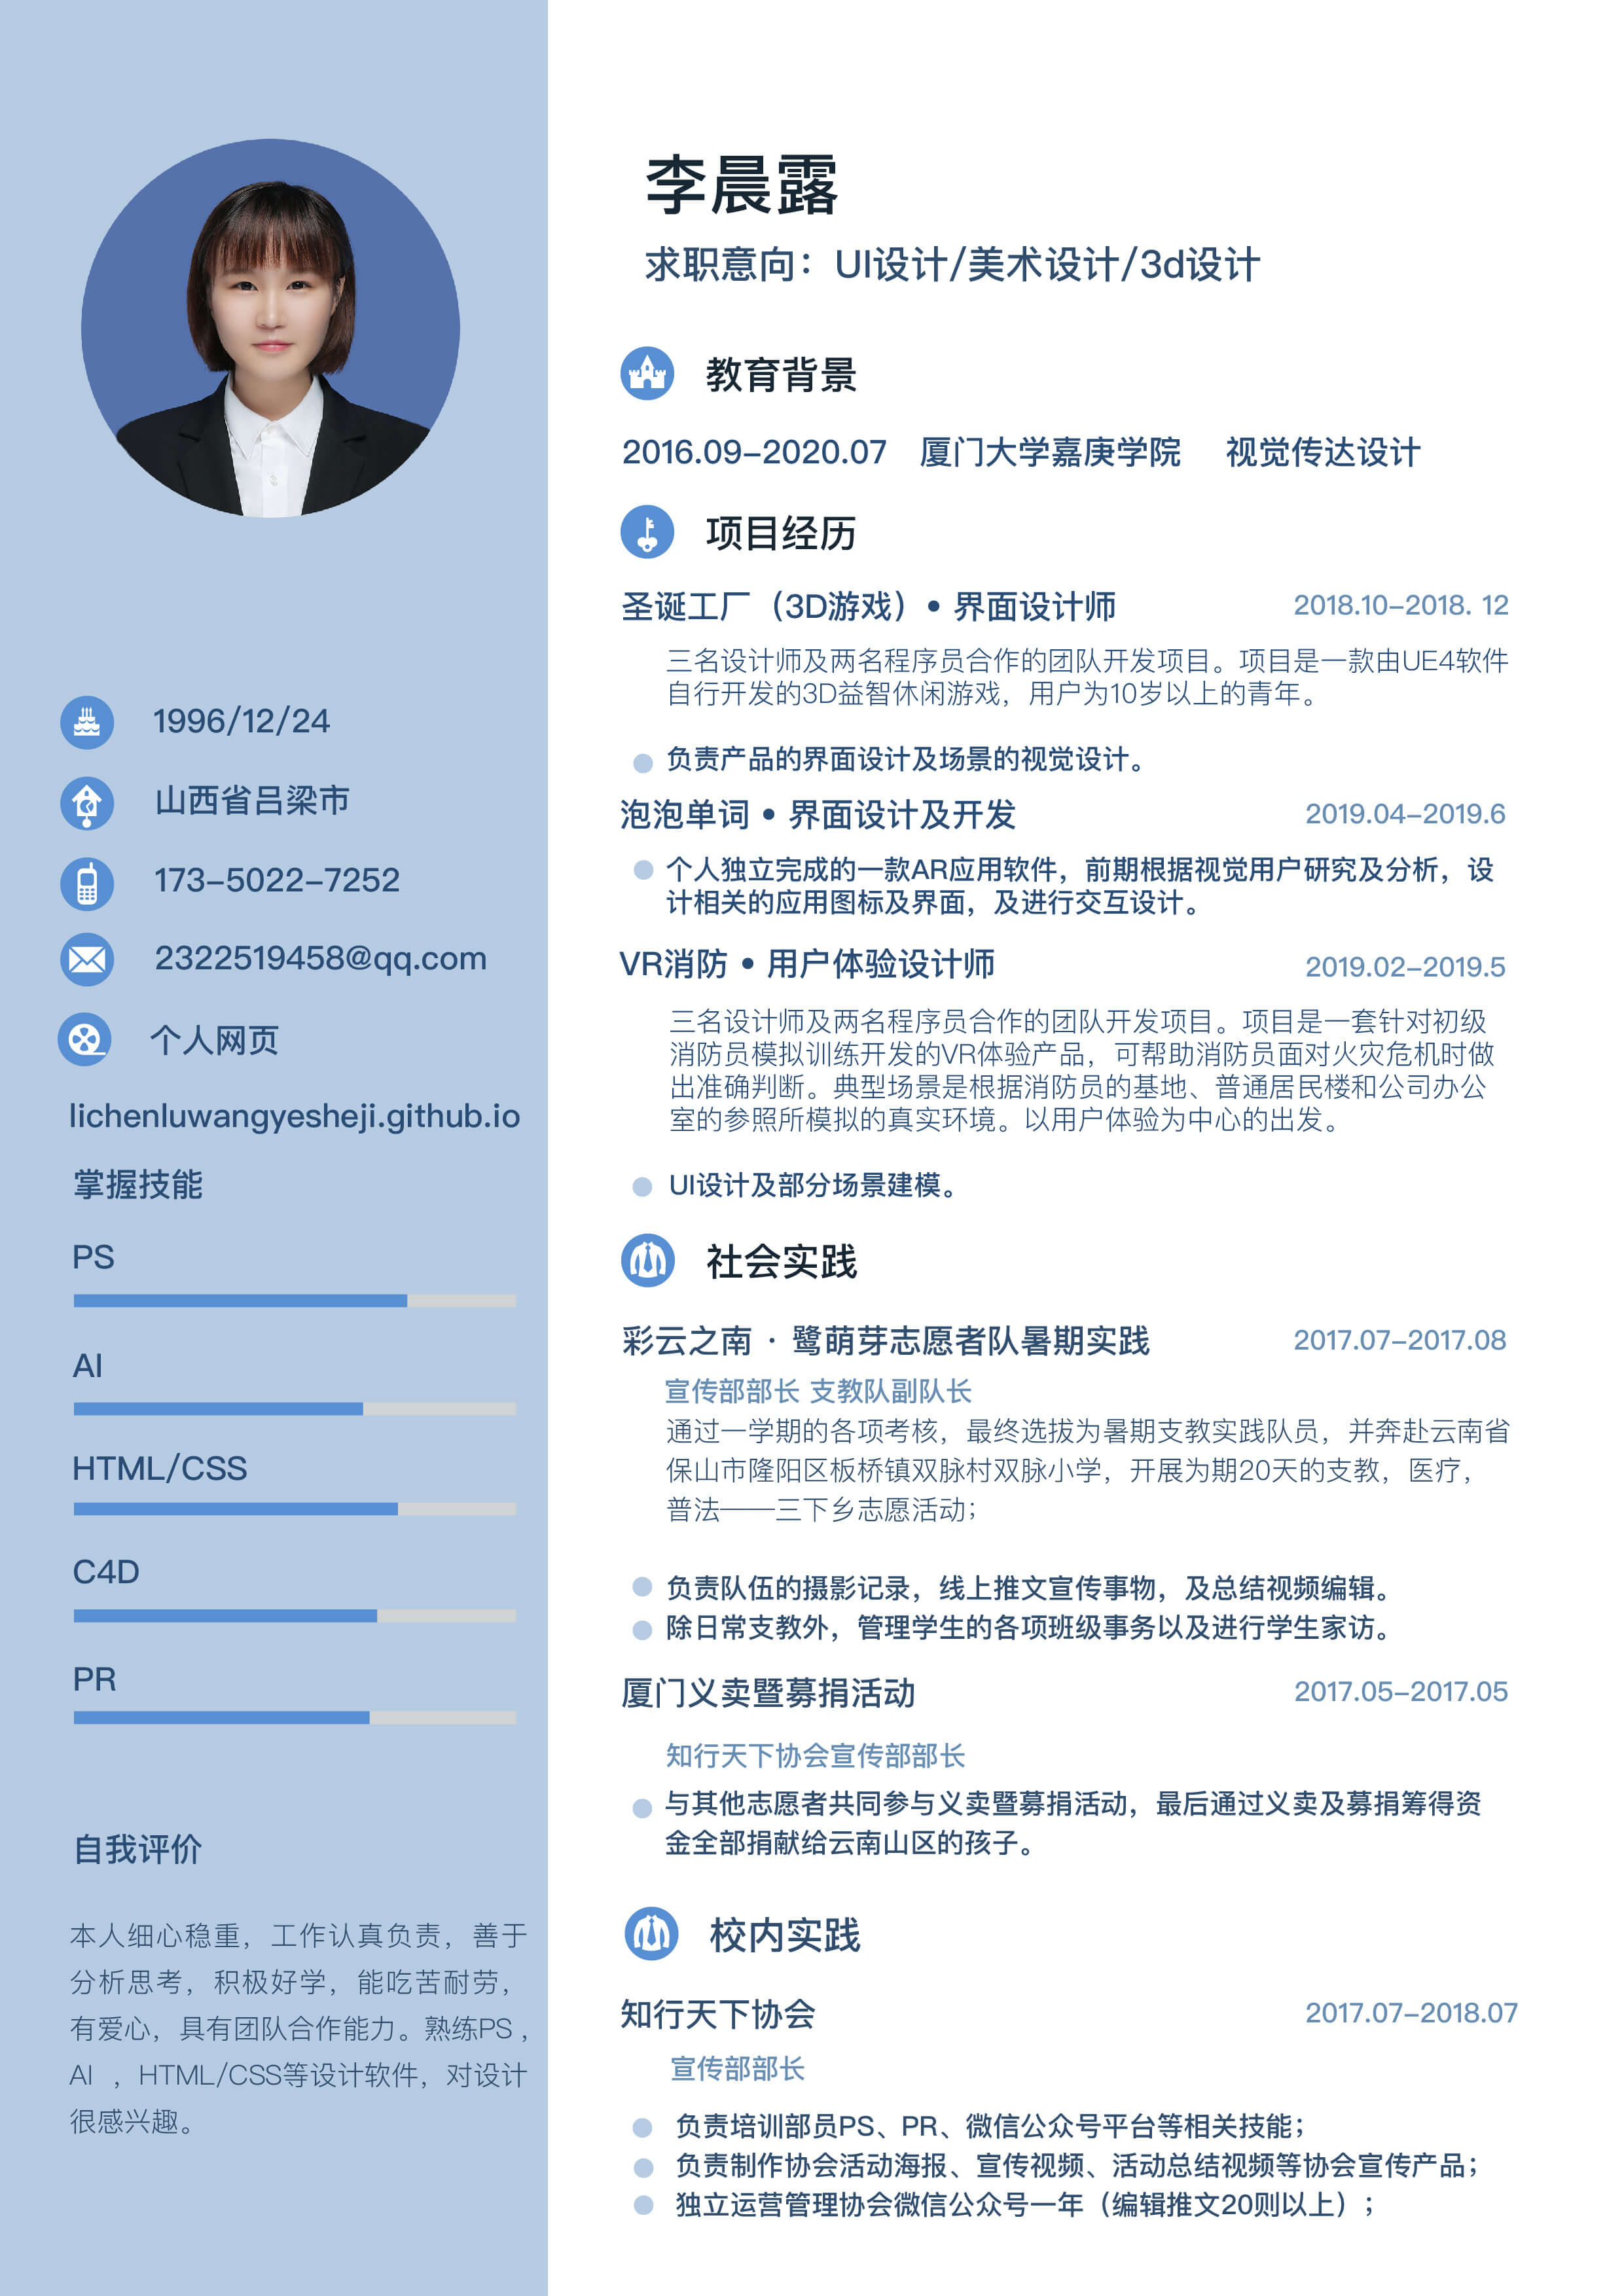 李晨露
求职意向：UI设计/美术设计/3d设计
1996/12/24
山西省吕梁市
173-5022-7252
2322519458@qq.com
个人网页
lichenluwangyesheji.github.io
掌握技能
PS
AI
HTML/CSS
C4D
PR
自我评价
本人细心稳重，工作认真负责，善于
分析思考，积极好学，能吃苦耐劳，
有爱心，具有团队合作能力。熟练PS，
AI ，HTML/CSS等设计软件，对设计
很感兴趣。
教育背景
2016.09-2020.07 厦门大学嘉庚学院 视觉传达设计
项目经历
圣诞工厂（3D游戏）• 界面设计师 2018.10-2018. 12
三名设计师及两名程序员合作的团队开发项目。项目是一款由UE4软件
自行开发的3D益智休闲游戏，用户为10岁以上的青年。
负责产品的界面设计及场景的视觉设计。
泡泡单词 • 界面设计及开发 2019.04-2019.6
个人独立完成的一款AR应用软件，前期根据视觉用户研究及分析，设
计相关的应用图标及界面，及进行交互设计。
VR消防 • 用户体验设计师 2019.02-2019.5
三名设计师及两名程序员合作的团队开发项目。项目是一套针对初级
消防员模拟训练开发的VR体验产品，可帮助消防员面对火灾危机时做
出准确判断。典型场景是根据消防员的基地、普通居民楼和公司办公
室的参照所模拟的真实环境。以用户体验为中心的出发。
UI设计及部分场景建模。
社会实践
彩云之南 · 鹭萌芽志愿者队暑期实践 2017.07-2017.08
宣传部部长 支教队副队长
通过一学期的各项考核，最终选拔为暑期支教实践队员，并奔赴云南省
保山市隆阳区板桥镇双脉村双脉小学，开展为期20天的支教，医疗，
普法——三下乡志愿活动；
负责队伍的摄影记录，线上推文宣传事物，及总结视频编辑。
除日常支教外，管理学生的各项班级事务以及进行学生家访。
厦门义卖暨募捐活动 2017.05-2017.05
知行天下协会宣传部部长
与其他志愿者共同参与义卖暨募捐活动，最后通过义卖及募捐筹得资
金全部捐献给云南山区的孩子。
校内实践
知行天下协会 2017.07-2018.07
宣传部部长
负责培训部员PS、PR、微信公众号平台等相关技能；
负责制作协会活动海报、宣传视频、活动总结视频等协会宣传产品；
独立运营管理协会微信公众号一年（编辑推文20则以上）；